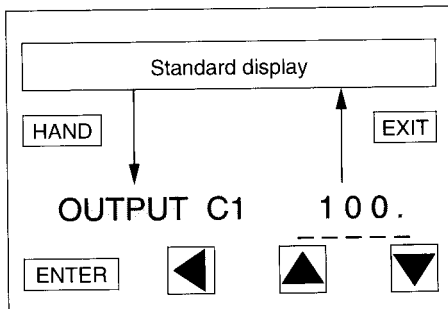 Standard display
HAND
EXIT
OUTPUT C1 100.
ENTER